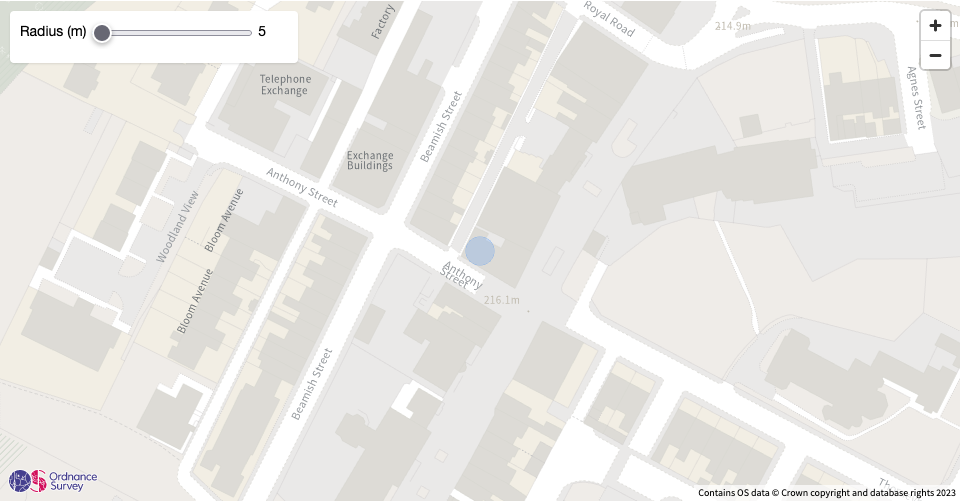 Radius (m) 5
Royal Road
214.9m
+
−
Factory
Telephone
Exchange
Agnes Street
Beamish Street
Exchange
Buildings
Anthony Street
Woodland View
Bloom Avenue
Bloom Avenue
Anthony
Street
216.1m
Beamish Street
Th
Ordnance
Survey
Contains OS data © Crown copyright and database rights 2023